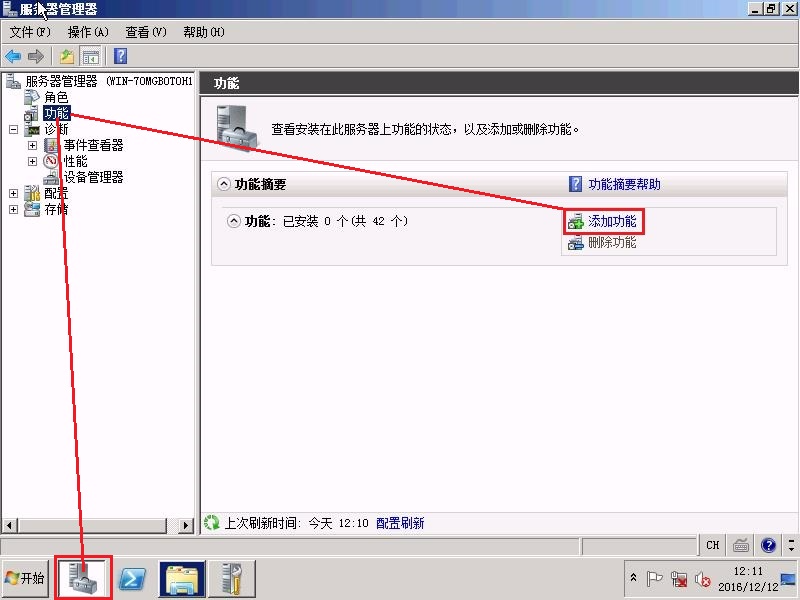 服务器管理器
文件(F) 操作(A) 查看(V) 帮助(H)
服务器管理器 (WIN-7OMGBOTOH1
角色
功能
诊断
事件查看器
性能
设备管理器
配置
存储
功能
查看安装在此服务器上功能的状态，以及添加或删除功能。
功能摘要
功能摘要帮助
功能: 已安装 0 个(共 42 个)
添加功能
删除功能
上次刷新时间: 今天 12:10 配置刷新
CH
开始
12:11
2016/12/12